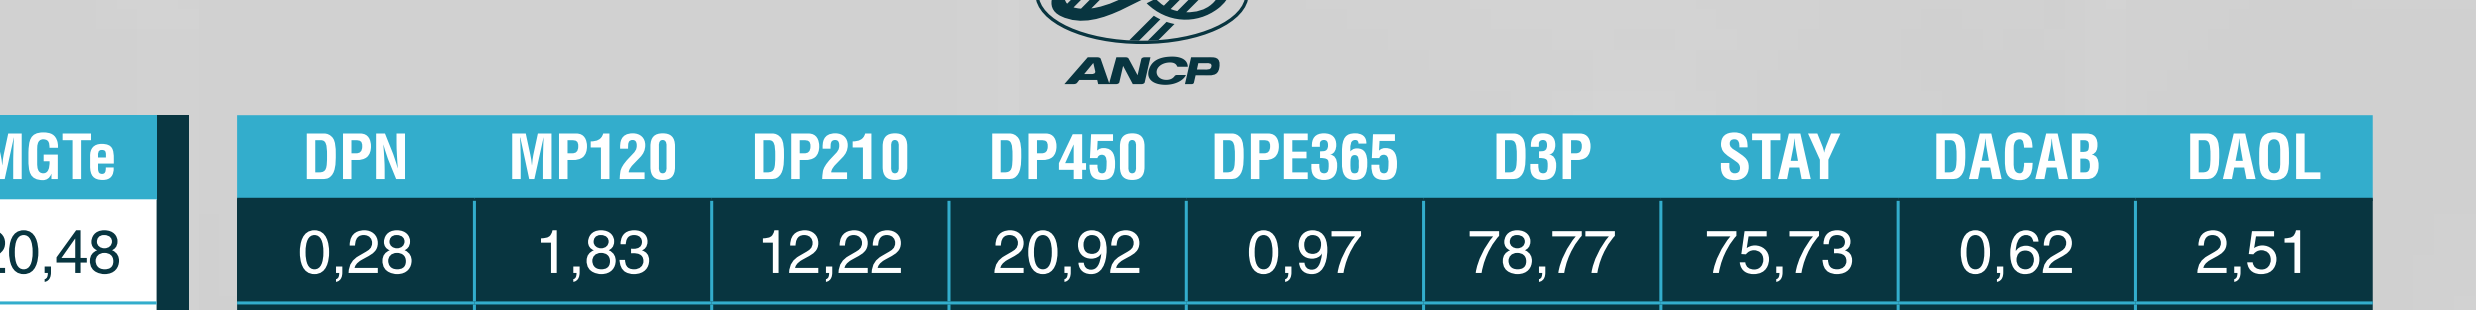 ANCP
MGTe DPN MP120 DP210 DP450 DPE365 D3P STAY DACAB DAOL
20,48 0,28 1,83 12,22 20,92 0,97 78,77 75,73 0,62 2,51